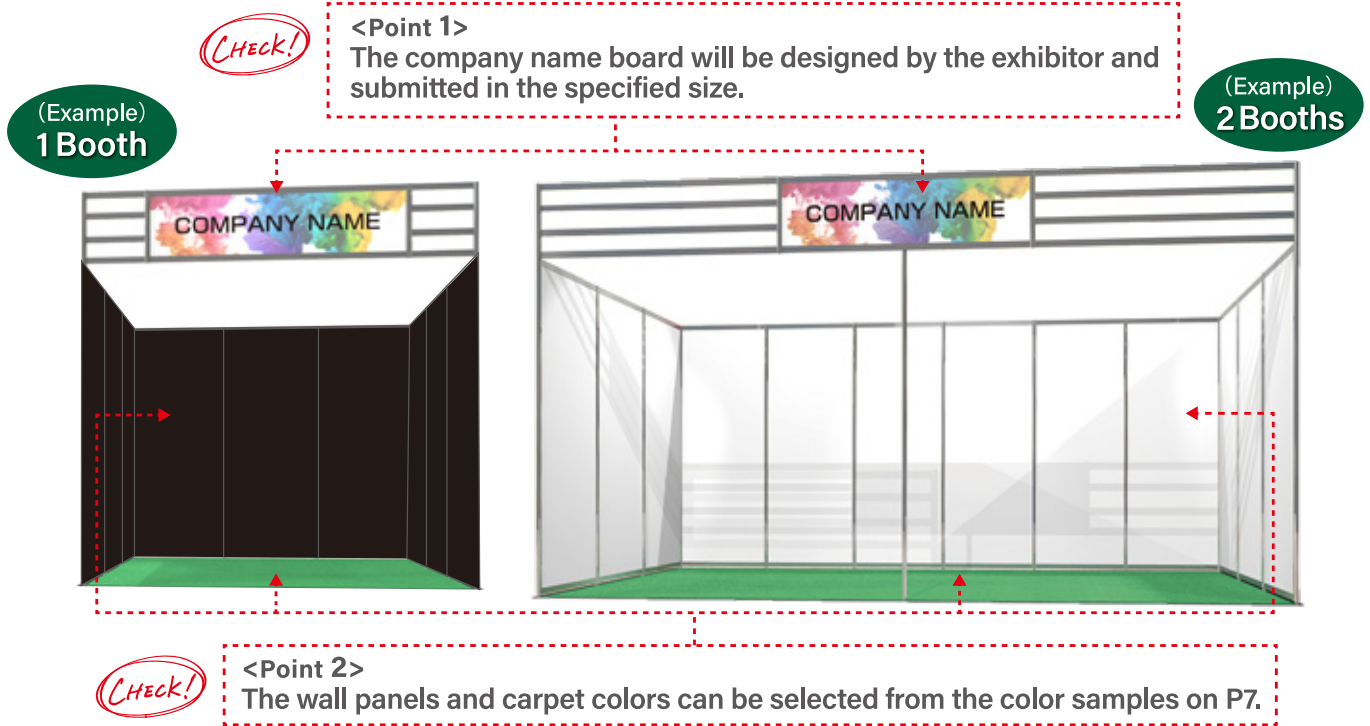 CHECK!
<Point 1>
The company name board will be designed by the exhibitor and
submitted in the specified size.
(Example)
1 Booth
(Example)
2 Booths
COMPANY NAME
COMPANY NAME
CHECK!
<Point 2>
The wall panels and carpet colors can be selected from the color samples on P7.